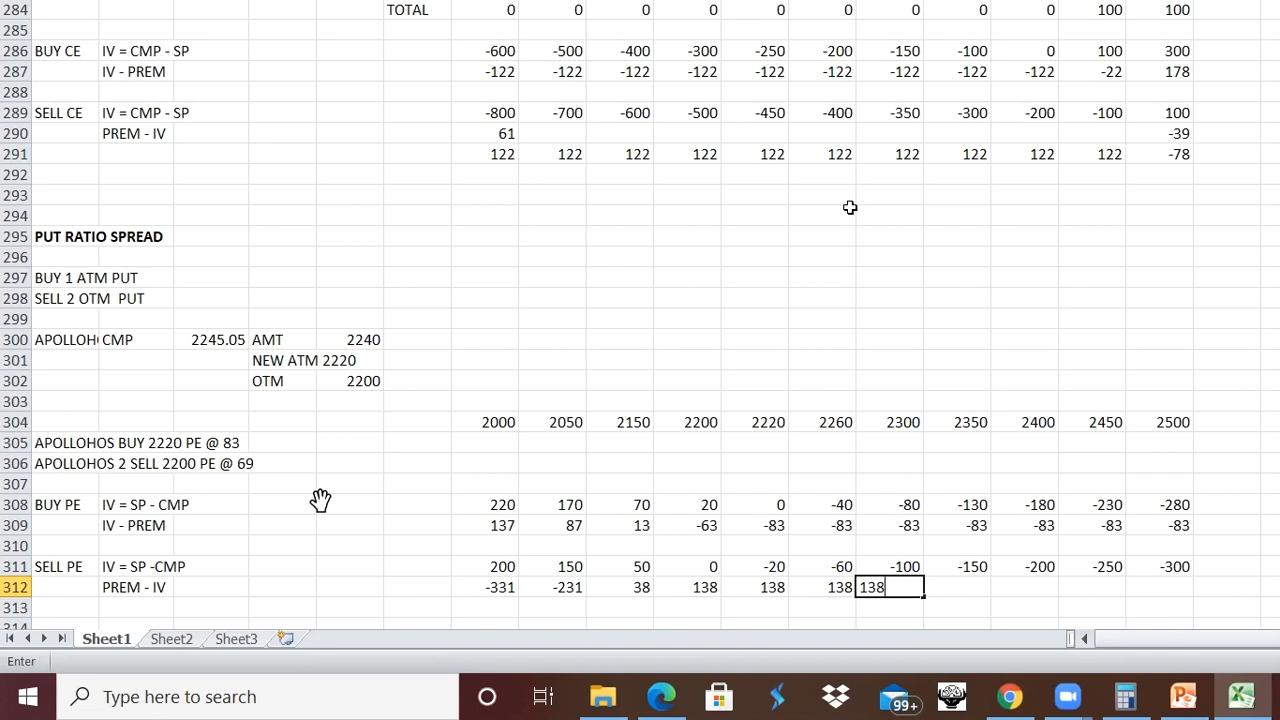 284 TOTAL 0 0 0 0 0 0 0 0 0 100 100
285
286 BUY CE IV = CMP - SP -600 -500 -400 -300 -250 -200 -150 -100 0 100 300
287 IV - PREM -122 -122 -122 -122 -122 -122 -122 -122 -122 -22 178
288
289 SELL CE IV = CMP - SP -800 -700 -600 -500 -450 -400 -350 -300 -200 -100 100
290 PREM - IV 61 -39
291 122 122 122 122 122 122 122 122 122 122 -78
292
293
294
295 PUT RATIO SPREAD
296
297 BUY 1 ATM PUT
298 SELL 2 OTM  PUT
299
300 APOLLOH CMP 2245.05 AMT 2240
301 NEW ATM 2220
302 OTM 2200
303
304 2000 2050 2150 2200 2220 2260 2300 2350 2400 2450 2500
305 APOLLOHOS BUY 2220 PE @ 83
306 APOLLOHOS 2 SELL 2200 PE @ 69
307
308 BUY PE IV = SP - CMP 220 170 70 20 0 -40 -80 -130 -180 -230 -280
309 IV - PREM 137 87 13 -63 -83 -83 -83 -83 -83 -83 -83
310
311 SELL PE IV = SP -CMP 200 150 50 0 -20 -60 -100 -150 -200 -250 -300
312 PREM - IV -331 -231 38 138 138 138 138
313
Sheet1 Sheet2 Sheet3
Enter
Type here to search
99+